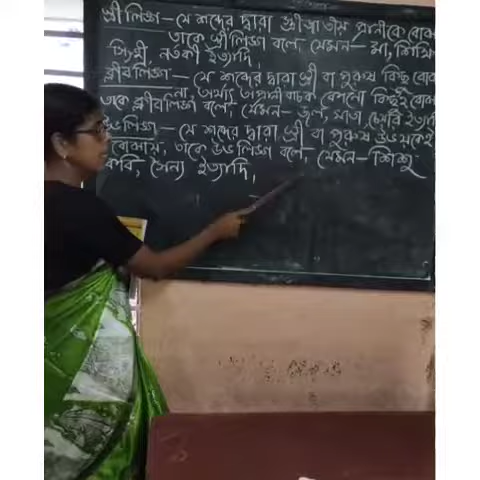 স্ত্রীলিঙ্গ – যে শব্দের দ্বারা স্ত্রীজাতীয় প্রাণীকে বোঝ
তাকে স্ত্রীলিঙ্গ বলে, যেমন – মা, শিক্ষি
নর্তকী ইত্যাদি।
ক্লীবলিঙ্গ – যে শব্দের দ্বারা স্ত্রী বা পুরুষ কিছু বোঝ
না, অর্থাৎ অপ্রাণীবাচক কোনো কিছুই বোঝ
তাকে ক্লীবলিঙ্গ বলে – যেমন – ফুল, মাতা, চেয়ার ইত্যাদি
উভলিঙ্গ – যে শব্দের দ্বারা স্ত্রী বা পুরুষ উভয়কেই
বোঝায়, তাকে উভলিঙ্গ বলে, যেমন – শিশু,
কবি, সৈন্য ইত্যাদি।